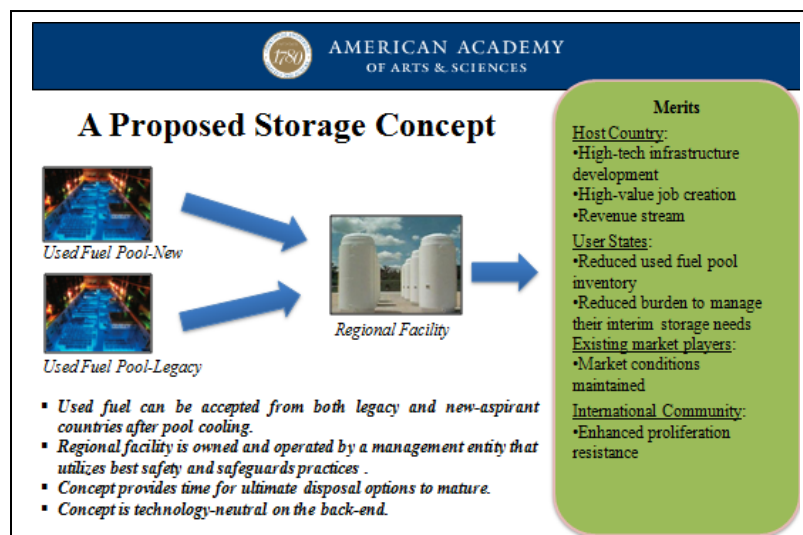 1780
AMERICAN ACADEMY
OF ARTS & SCIENCES
A Proposed Storage Concept
Used Fuel Pool-New
Used Fuel Pool-Legacy
Regional Facility
▪ Used fuel can be accepted from both legacy and new-aspirant
countries after pool cooling.
▪ Regional facility is owned and operated by a management entity that
utilizes best safety and safeguards practices .
▪ Concept provides time for ultimate disposal options to mature.
▪ Concept is technology-neutral on the back-end.
Merits
Host Country:
•High-tech infrastructure
development
•High-value job creation
•Revenue stream
User States:
•Reduced used fuel pool
inventory
•Reduced burden to manage
their interim storage needs
Existing market players:
•Market conditions
maintained
International Community:
•Enhanced proliferation
resistance